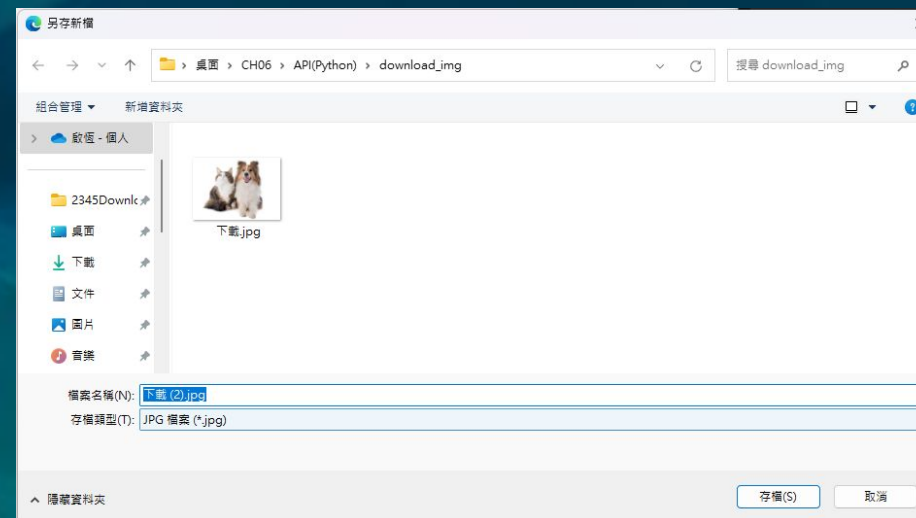 另存新檔
桌面 › CH06 › API(Python) › download_img
搜尋 download_img
組合管理
新增資料夾
啟恆 - 個人
2345Downlc
桌面
下載
文件
圖片
音樂
下載.jpg
檔案名稱(N): 下載 (2).jpg
存檔類型(T): JPG 檔案 (*.jpg)
隱藏資料夾
存檔(S)
取消